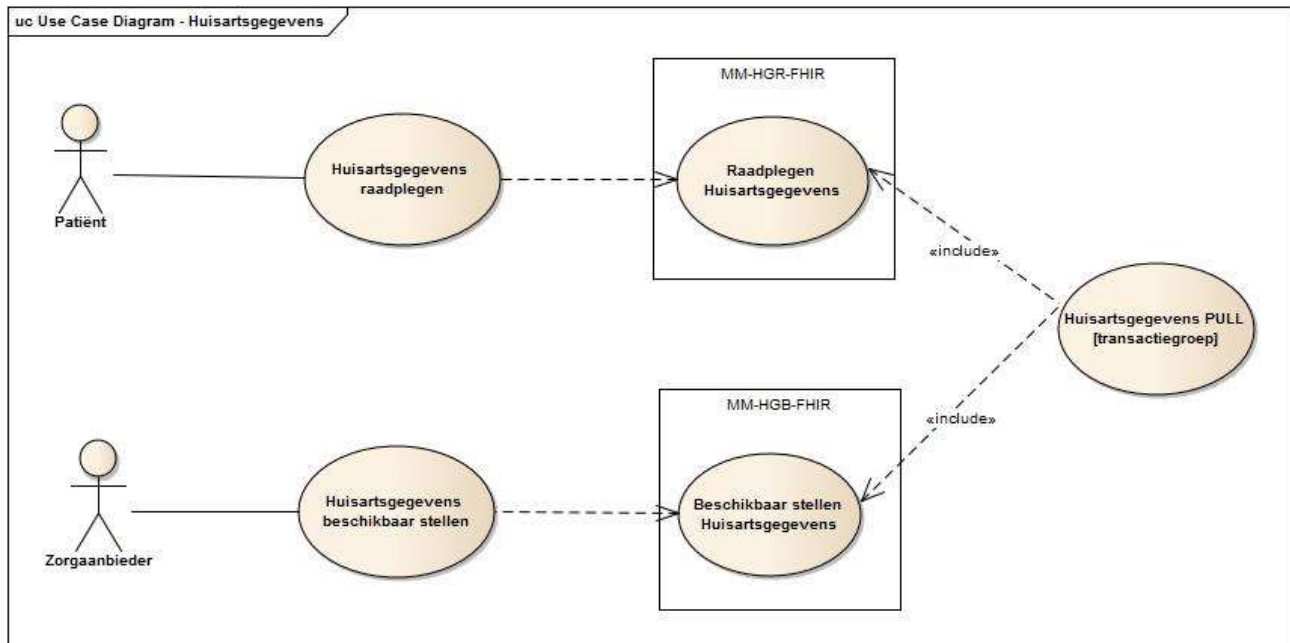 uc Use Case Diagram - Huisartsgegevens
MM-HGR-FHIR
Huisartsgegevens
raadplegen
Raadplegen
Huisartsgegevens
Patiënt
«include»
Huisartsgegevens PULL
[transactiegroep]
MM-HGB-FHIR
«include»
Huisartsgegevens
beschikbaar stellen
Beschikbaar stellen
Huisartsgegevens
Zorgaanbieder